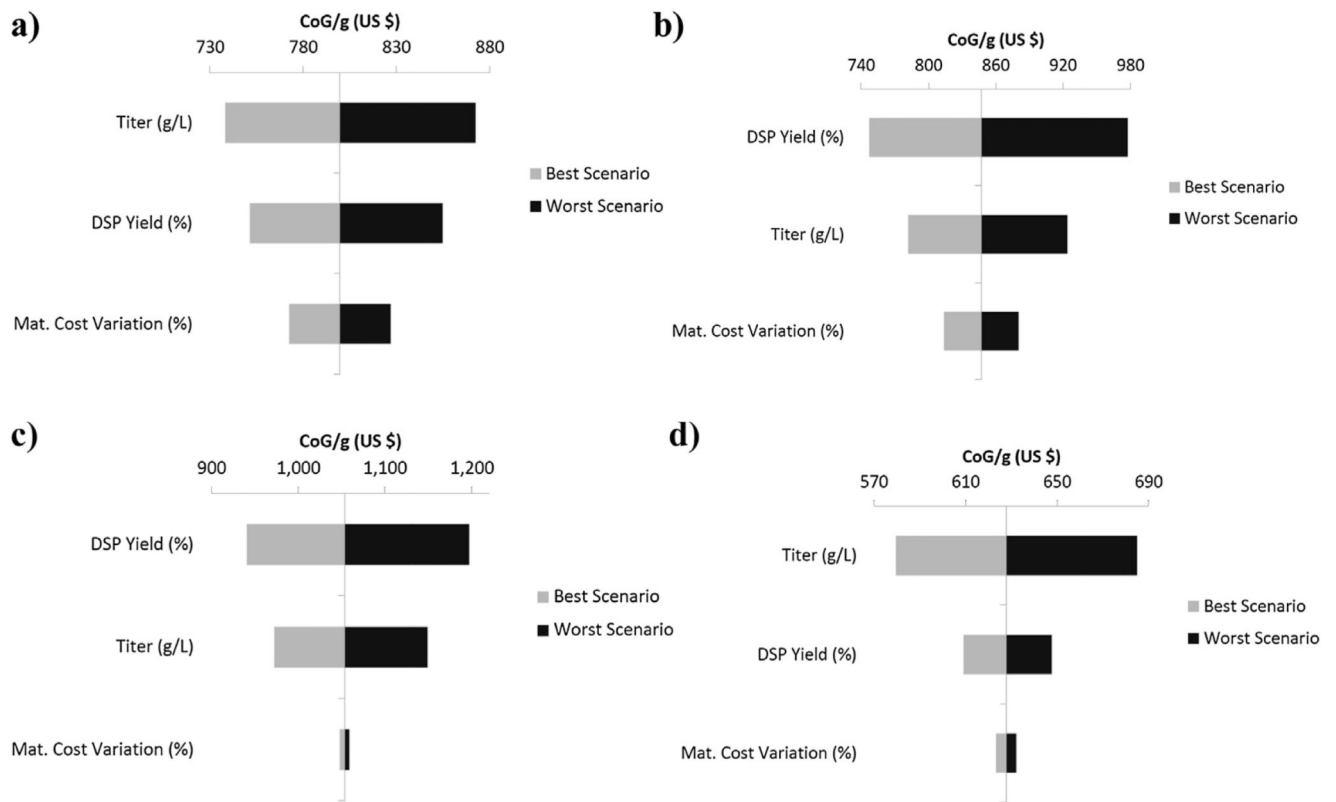 a)
CoG/g (US $)
730 780 830 880
Titer (g/L)
DSP Yield (%)
Mat. Cost Variation (%)
Best Scenario
Worst Scenario
b)
CoG/g (US $)
740 800 860 920 980
DSP Yield (%)
Titer (g/L)
Mat. Cost Variation (%)
Best Scenario
Worst Scenario
c)
CoG/g (US $)
900 1,000 1,100 1,200
DSP Yield (%)
Titer (g/L)
Mat. Cost Variation (%)
Best Scenario
Worst Scenario
d)
CoG/g (US $)
570 610 650 690
Titer (g/L)
DSP Yield (%)
Mat. Cost Variation (%)
Best Scenario
Worst Scenario